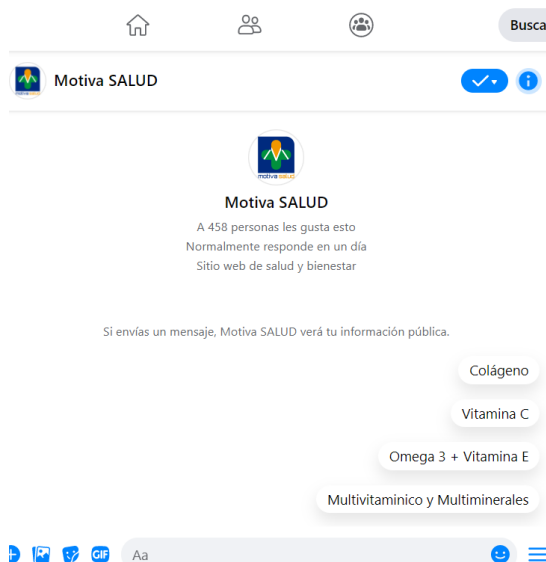 Busca
Motiva SALUD
motiva salud
Motiva SALUD
A 458 personas les gusta esto
Normalmente responde en un día
Sitio web de salud y bienestar
Si envías un mensaje, Motiva SALUD verá tu información pública.
Colágeno
Vitamina C
Omega 3 + Vitamina E
Multivitaminico y Multiminerales
GIF
Aa